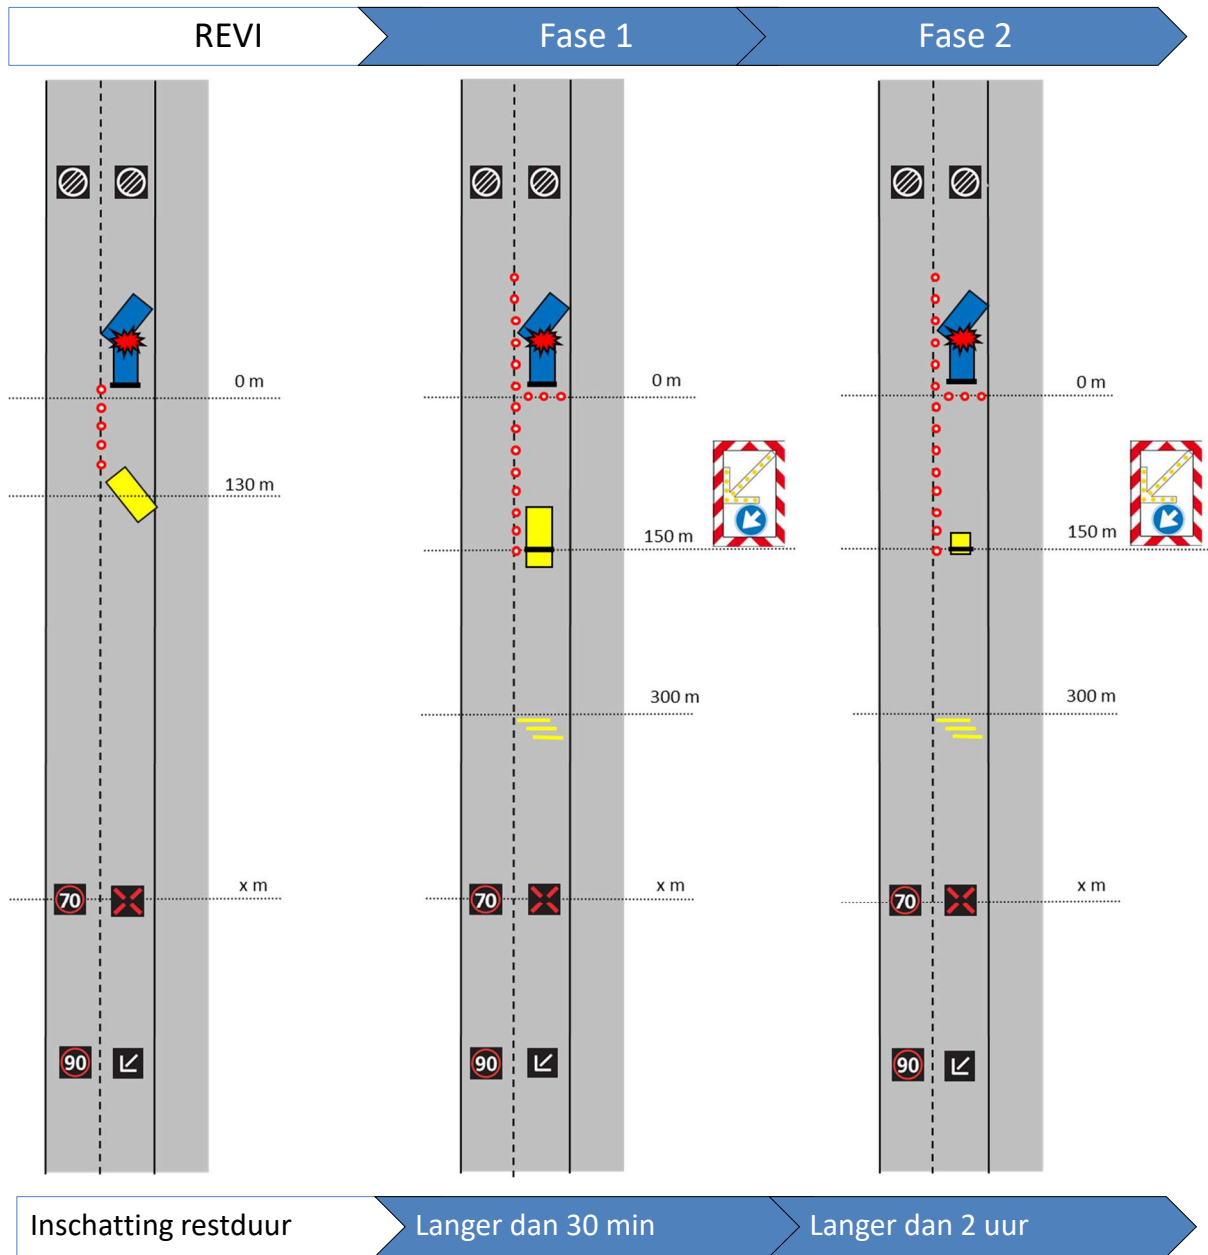 REVI
Fase 1
Fase 2
0 m
0 m
0 m
130 m
150 m
150 m
300 m
300 m
x m
x m
x m
70
70
70
90
90
90
Inschatting restduur
Langer dan 30 min
Langer dan 2 uur